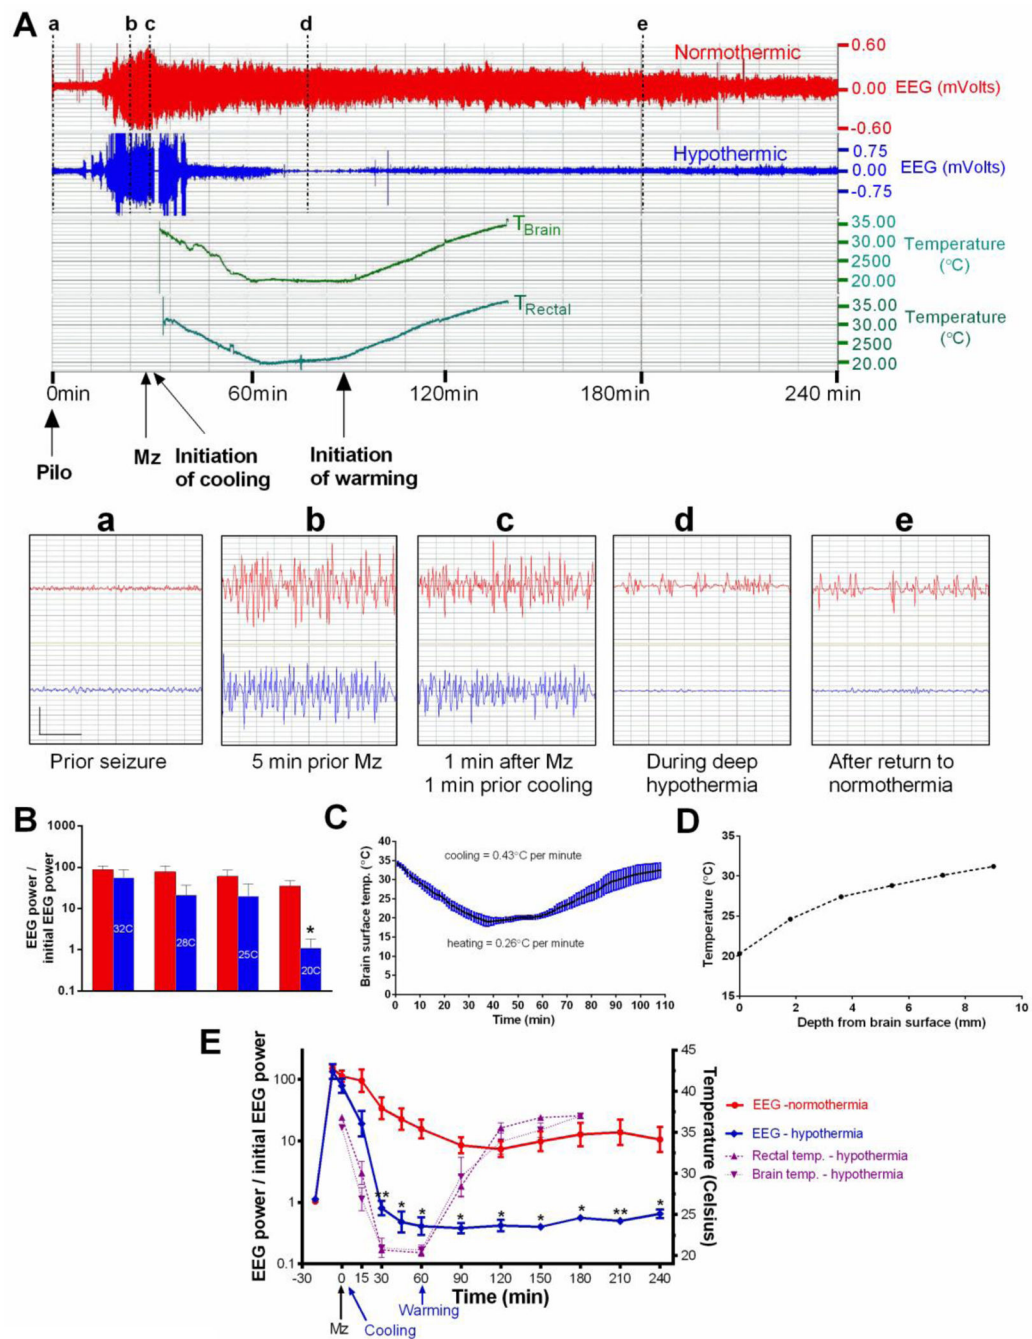 A
a b c d e
Normothermic
0.60
0.00
-0.60
EEG (mVolts)
Hypothermic
0.75
0.00
-0.75
EEG (mVolts)
TBrain
35.00
30.00
2500
20.00
Temperature
(°C)
TRectal
35.00
30.00
2500
20.00
Temperature
(°C)
0min 60min 120min 180min 240 min
Pilo
Mz
Initiation
of cooling
Initiation
of warming
a b c d e
Prior seizure
5 min prior Mz
1 min after Mz
1 min prior cooling
During deep
hypothermia
After return to
normothermia
B
EEG power /
initial EEG power
1000
100
10
1
0.1
32C 28C 25C 20C
*
C
Brain surface temp. (°C)
40
35
30
25
20
15
10
5
0
cooling = 0.43°C per minute
heating = 0.26°C per minute
0 10 20 30 40 50 60 70 80 90 100 110
Time (min)
D
Temperature (°C)
35
30
25
20
15
0 2 4 6 8 10
Depth from brain surface (mm)
E
EEG power / initial EEG power
100
10
1
0.1
** * * * * * * ** *
45
40
35
30
25
20
Temperature (Celsius)
-30 0 15 30 45 60 90 120 150 180 210 240
Time (min)
Mz
Cooling
Warming
EEG -normothermia
EEG - hypothermia
Rectal temp. - hypothermia
Brain temp. - hypothermia